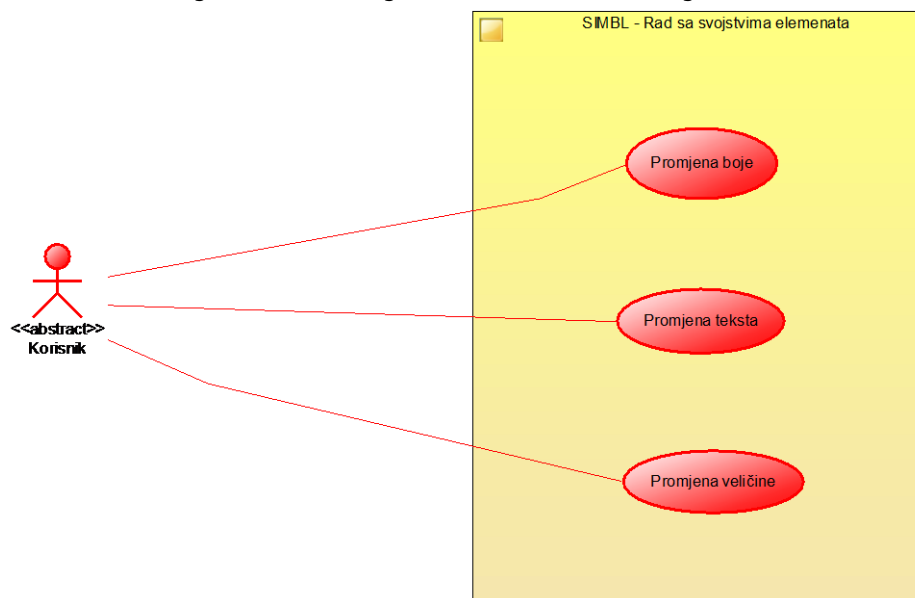 SIMBL - Rad sa svojstvima elemenata
Promjena boje
<<abstract>>
Korisnik
Promjena teksta
Promjena veličine